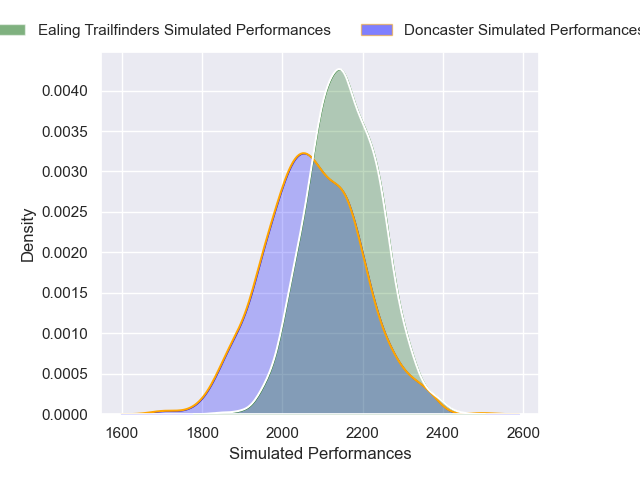 Ealing Trailfinders Simulated Performances Doncaster Simulated Performances
0.0040
0.0035
0.0030
0.0025
0.0020
0.0015
0.0010
0.0005
0.0000
Density
1600 1800 2000 2200 2400 2600
Simulated Performances